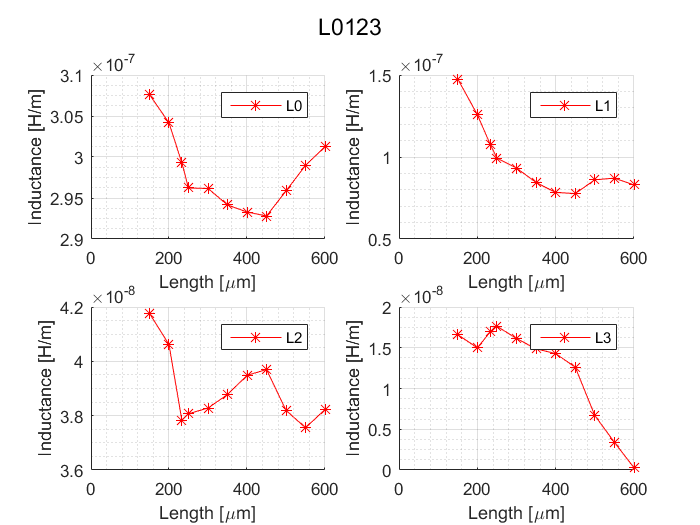 L0123
×10-7
3.1
3.05
3
2.95
2.9
Inductance [H/m]
L0
0 200 400 600
Length [μm]
×10-7
1.5
1
0.5
Inductance [H/m]
L1
0 200 400 600
Length [μm]
×10-8
4.2
4
3.8
3.6
Inductance [H/m]
L2
0 200 400 600
Length [μm]
×10-8
2
1.5
1
0.5
0
Inductance [H/m]
L3
0 200 400 600
Length [μm]